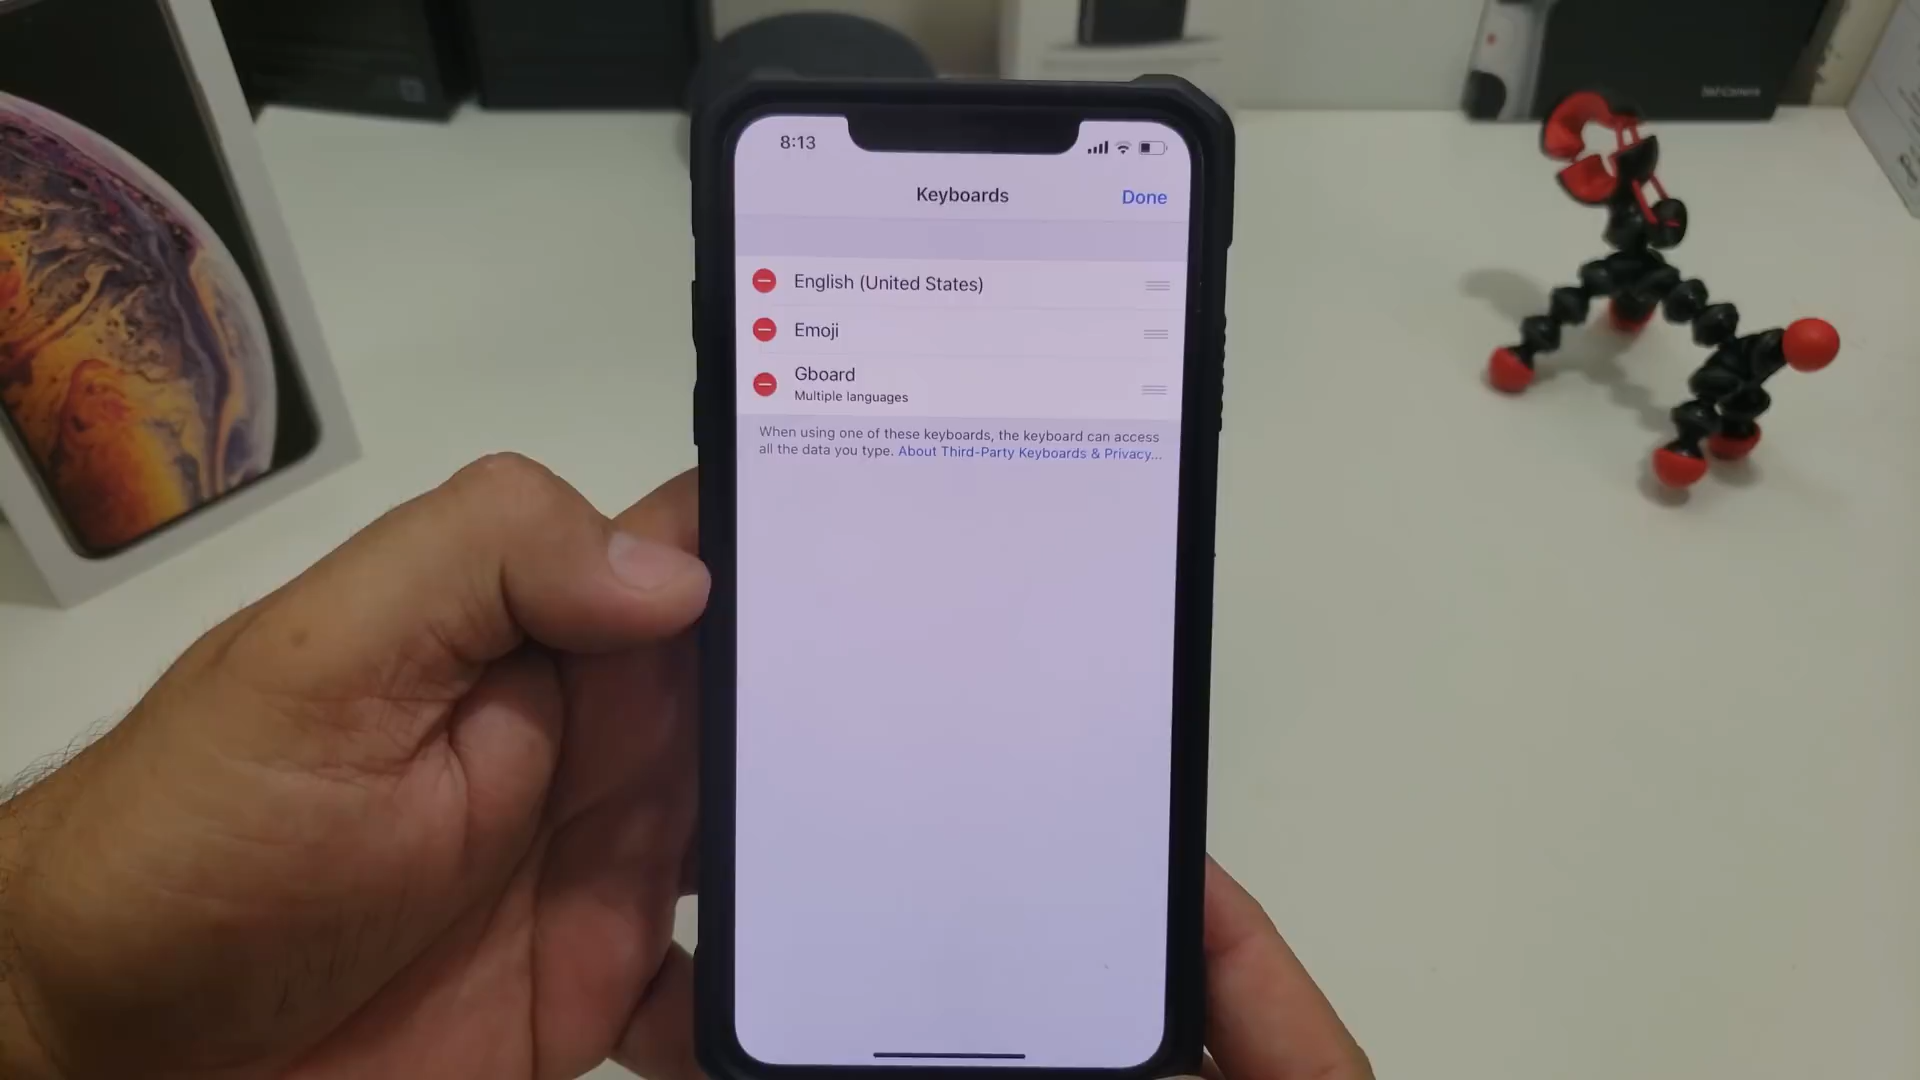 8:13
Keyboards
Done
English (United States)
Emoji
Gboard
Multiple languages
When using one of these keyboards, the keyboard can access
all the data you type. About Third-Party Keyboards & Privacy...